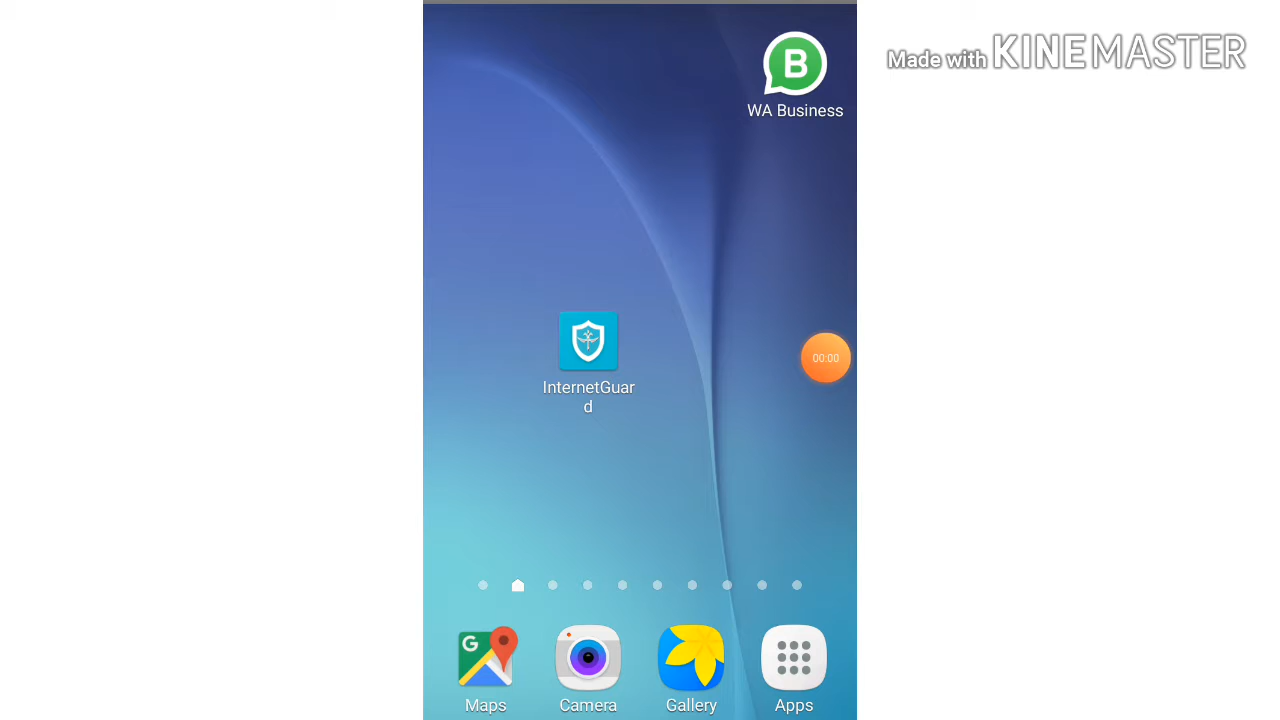 Made with KINEMASTER
B
WA Business
00:00
InternetGuar
d
G
Maps
Camera
Gallery
Apps